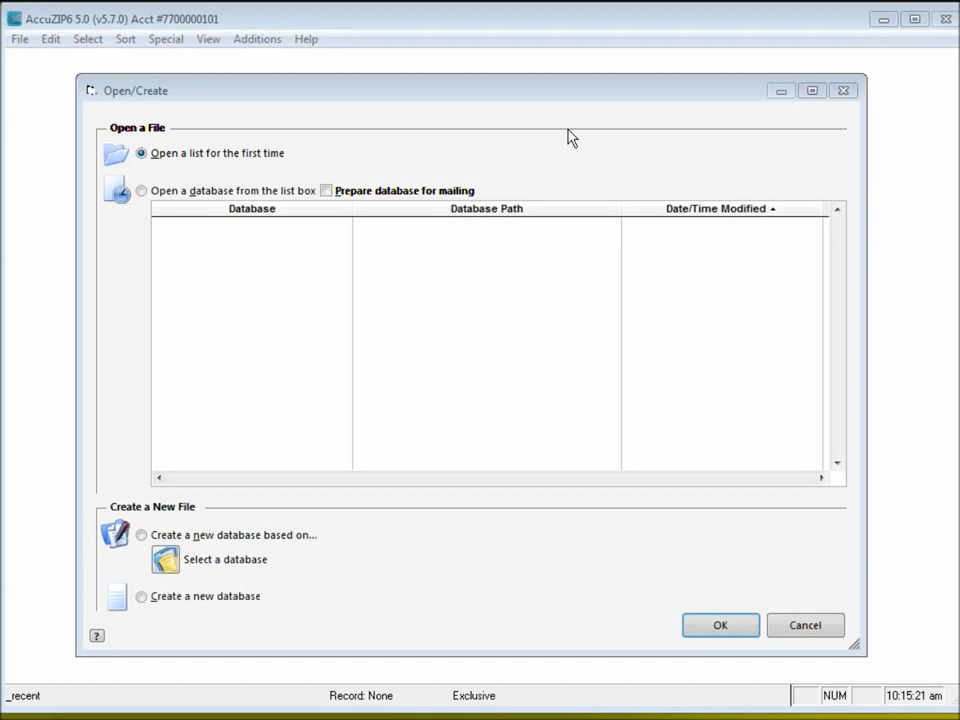 AccuZIP6 5.0 (v5.7.0) Acct #7700000101
File Edit Select Sort Special View Additions Help
Open/Create
Open a File
Open a list for the first time
Open a database from the list box Prepare database for mailing
Database Database Path Date/Time Modified
Create a New File
Create a new database based on...
Select a database
Create a new database
? OK Cancel
_recent Record: None Exclusive NUM 10:15:21 am